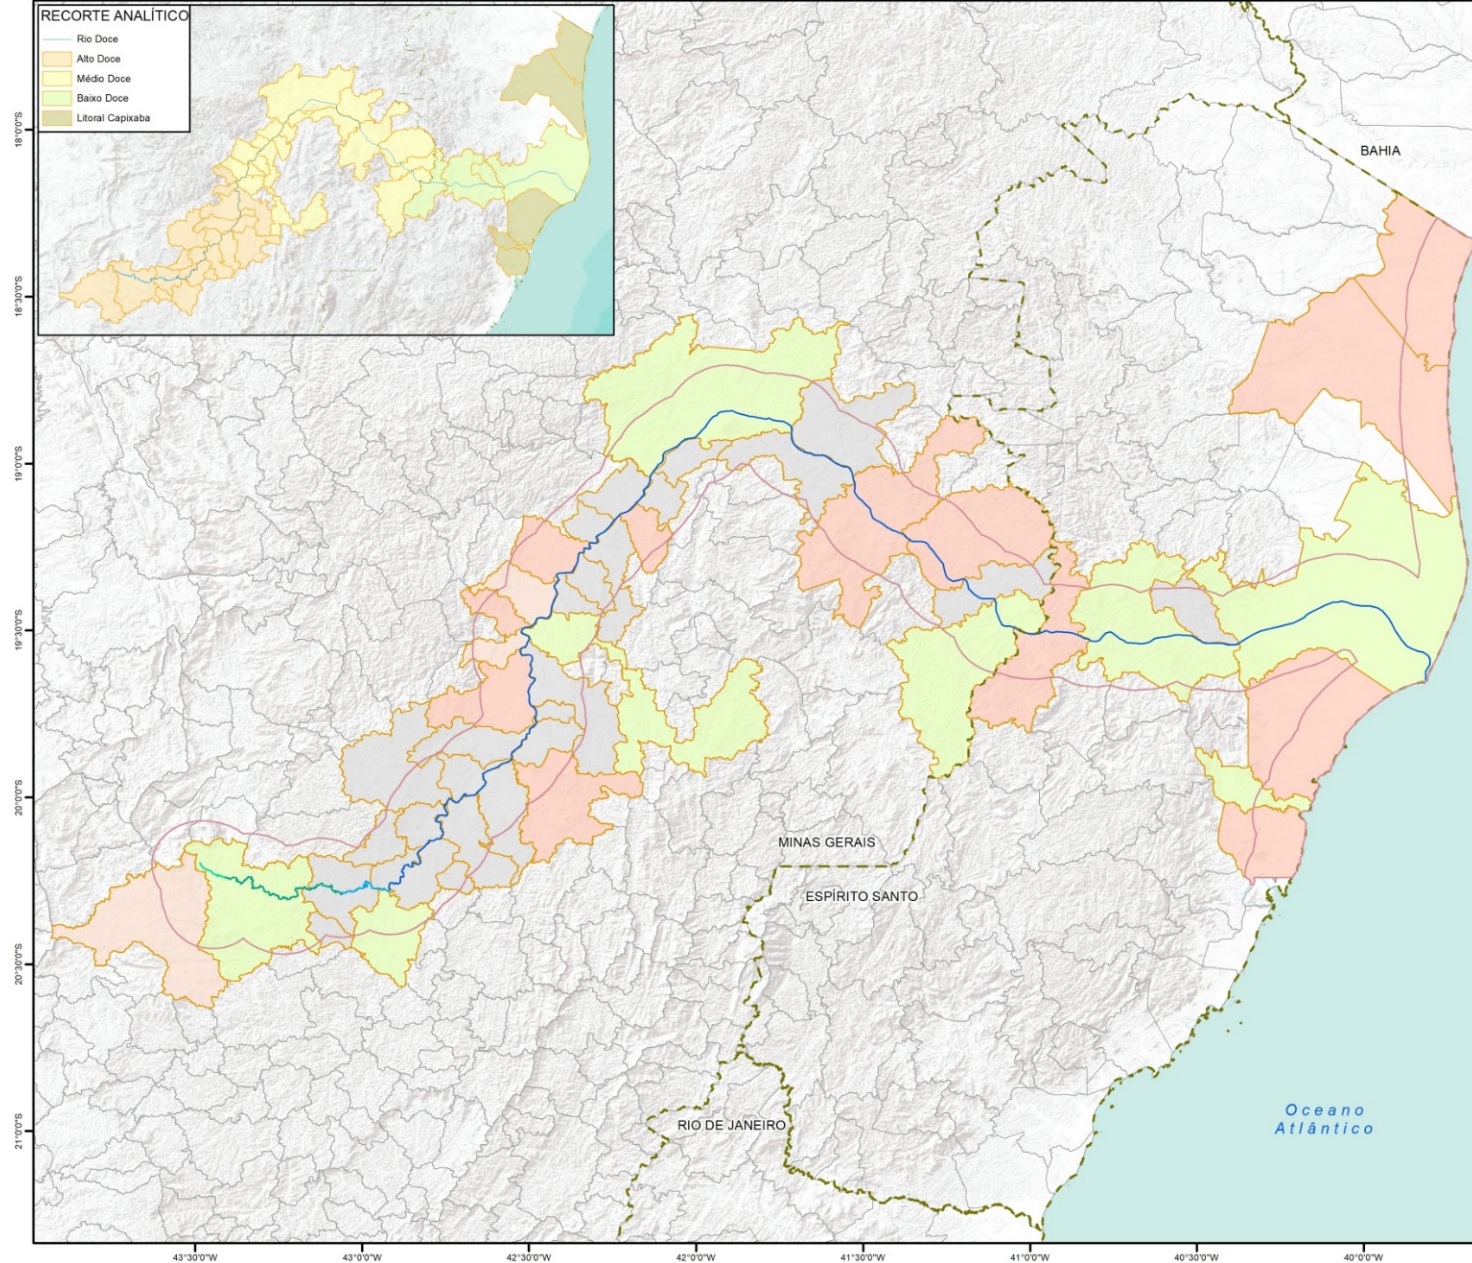 RECORTE ANALÍTICO
Rio Doce
Alto Doce
Médio Doce
Baixo Doce
Litoral Capixaba
BAHIA
MINAS GERAIS
ESPÍRITO SANTO
RIO DE JANEIRO
Oceano
Atlântico
18°0'0"S
18°30'0"S
19°0'0"S
19°30'0"S
20°0'0"S
20°30'0"S
21°0'0"S
43°30'0"W
43°0'0"W
42°30'0"W
42°0'0"W
41°30'0"W
41°0'0"W
40°30'0"W
40°0'0"W